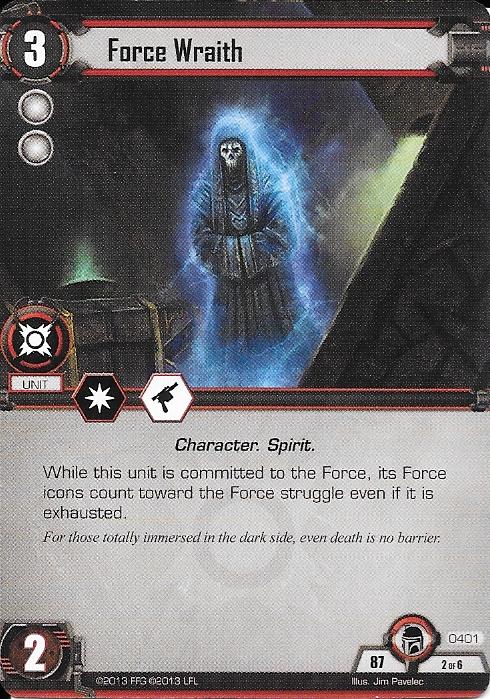 3
Force Wraith
UNIT
Character. Spirit.
While this unit is committed to the Force, its Force
icons count toward the Force struggle even if it is
exhausted.
For those totally immersed in the dark side, even death is no barrier.
2
©2013 FFG ©2013 LFL
Illus. Jim Pavelec
87
2 OF 6
0401